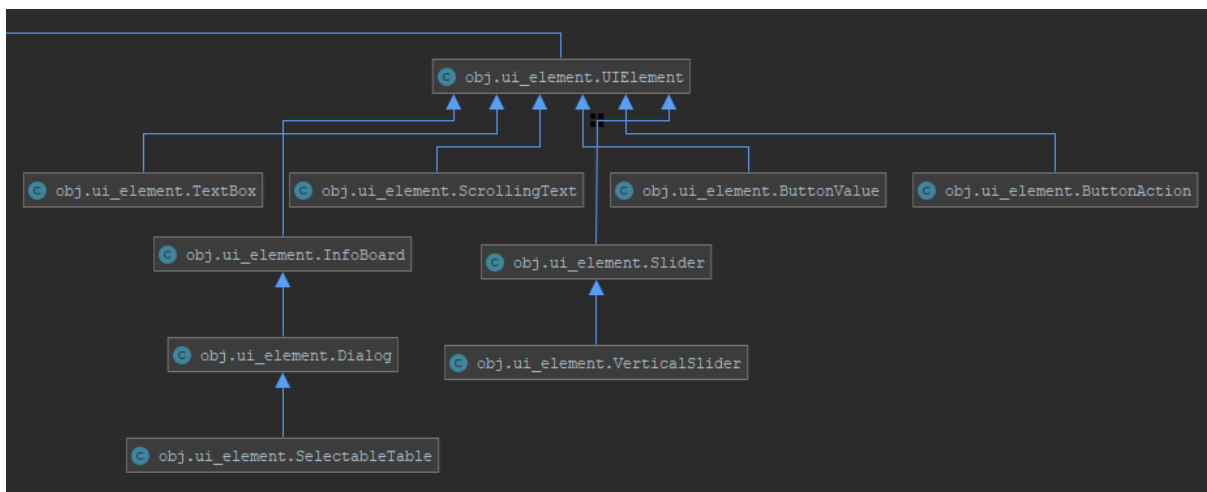 C obj.ui_element.UIElement
C obj.ui_element.TextBox
C obj.ui_element.ScrollingText
C obj.ui_element.ButtonValue
C obj.ui_element.ButtonAction
C obj.ui_element.InfoBoard
C obj.ui_element.Slider
C obj.ui_element.Dialog
C obj.ui_element.VerticalSlider
C obj.ui_element.SelectableTable